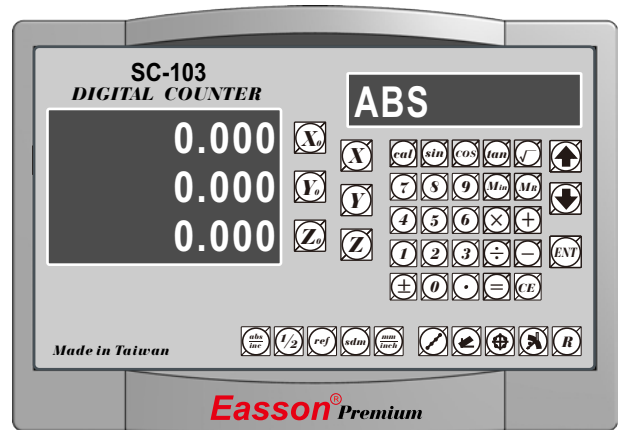 SC-103
DIGITAL COUNTER
ABS
0.000
0.000
0.000
X₀ X
Y₀ Y
Z₀ Z
cal sin cos tan √
7 8 9 Min MR
4 5 6 × +
1 2 3 ÷ − ENT
± 0 · = CE
abs inc 1/2 ref sdm mm inch R
Made in Taiwan
Easson® Premium